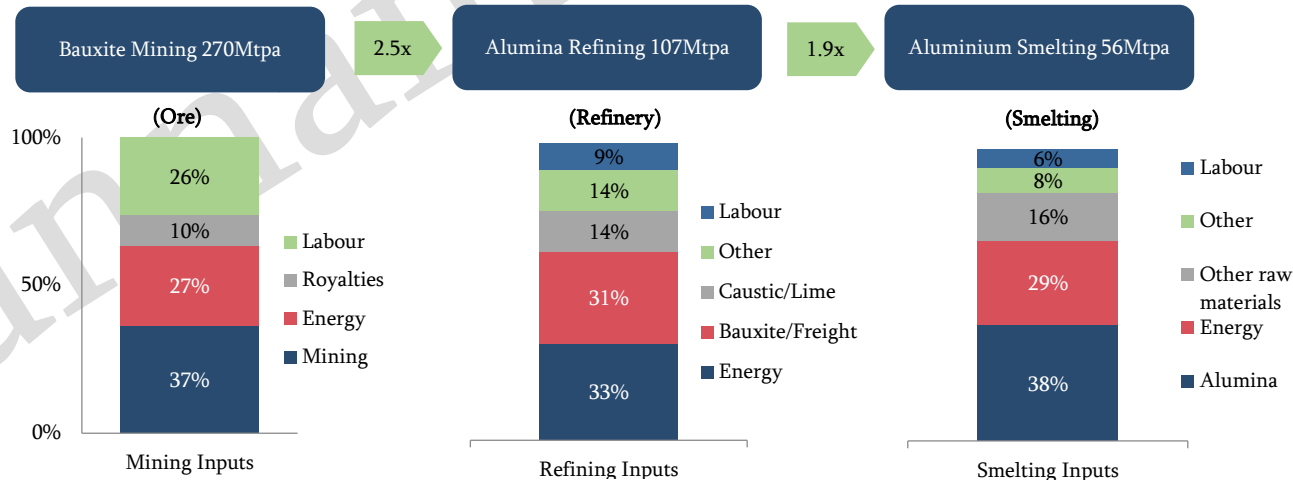 Bauxite Mining 270Mtpa
2.5x
Alumina Refining 107Mtpa
1.9x
Aluminium Smelting 56Mtpa
(Ore)
(Refinery)
(Smelting)
100%
50%
0%
26%
10%
27%
37%
Labour
Royalties
Energy
Mining
Mining Inputs
9%
14%
14%
31%
33%
Labour
Other
Caustic/Lime
Bauxite/Freight
Energy
Refining Inputs
6%
8%
16%
29%
38%
Labour
Other
Other raw
materials
Energy
Alumina
Smelting Inputs